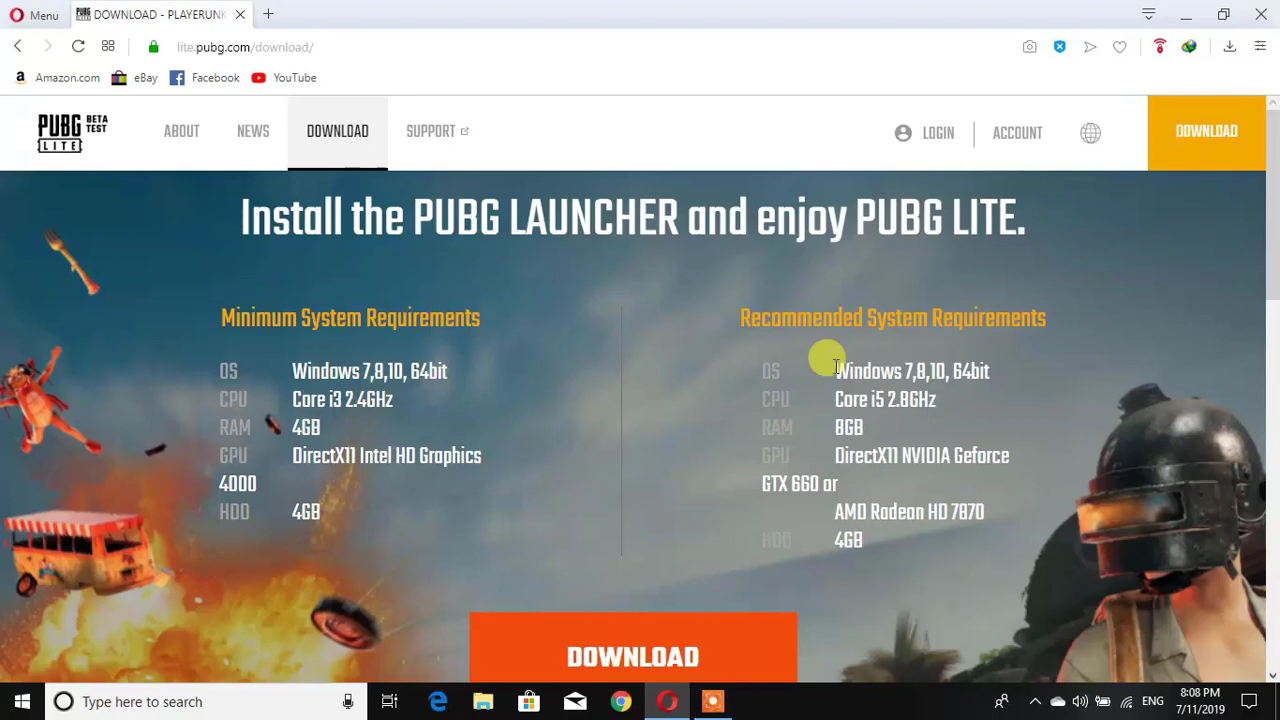 Menu
DOWNLOAD - PLAYERUNK
lite.pubg.com/download/
Amazon.com eBay Facebook YouTube
PUBG BETA TEST LITE
ABOUT NEWS DOWNLOAD SUPPORT LOGIN ACCOUNT DOWNLOAD
Install the PUBG LAUNCHER and enjoy PUBG LITE.
Minimum System Requirements
OS Windows 7,8,10, 64bit
CPU Core i3 2.4GHz
RAM 4GB
GPU DirectX11 Intel HD Graphics
4000
HDD 4GB
Recommended System Requirements
OS Windows 7,8,10, 64bit
CPU Core i5 2.8GHz
RAM 8GB
GPU DirectX11 NVIDIA Geforce
GTX 660 or
AMD Radeon HD 7870
HDD 4GB
DOWNLOAD
Type here to search
ENG
8:08 PM
7/11/2019